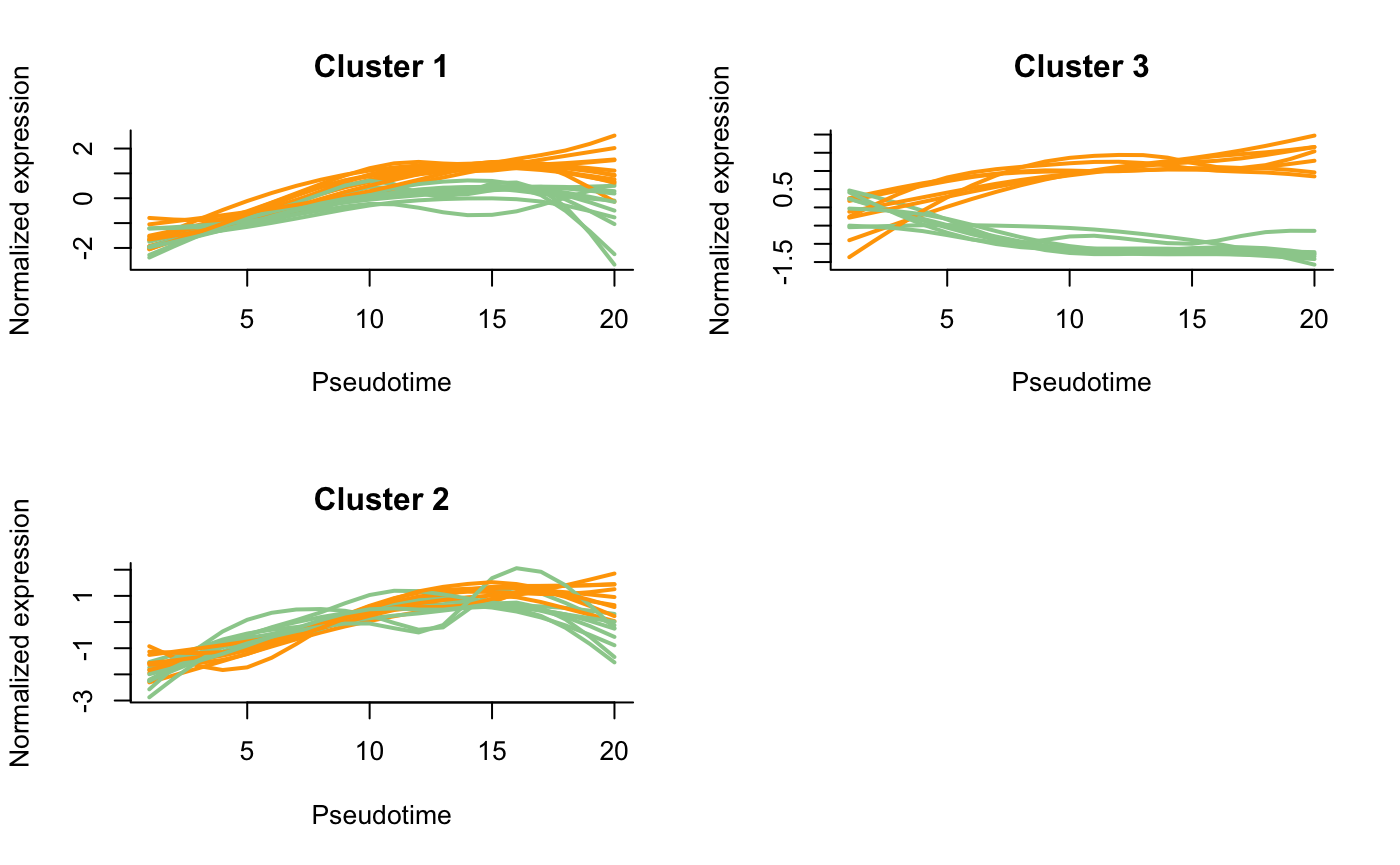 Cluster 1
Normalized expression
2
0
-2
5 10 15 20
Pseudotime
Cluster 3
Normalized expression
0.5
-1.5
5 10 15 20
Pseudotime
Cluster 2
Normalized expression
1
-1
-3
5 10 15 20
Pseudotime